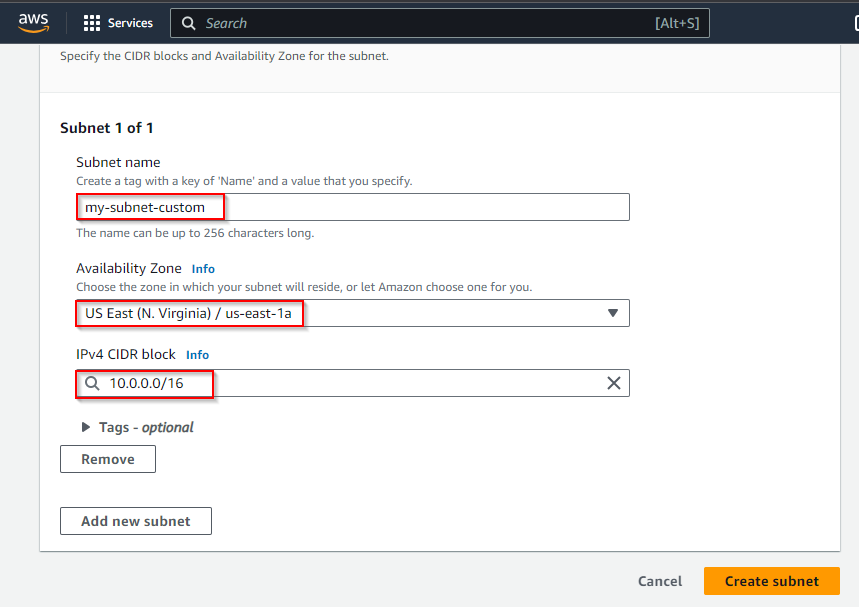 aws Services Search [Alt+S]
Specify the CIDR blocks and Availability Zone for the subnet.
Subnet 1 of 1
Subnet name
Create a tag with a key of 'Name' and a value that you specify.
my-subnet-custom
The name can be up to 256 characters long.
Availability Zone Info
Choose the zone in which your subnet will reside, or let Amazon choose one for you.
US East (N. Virginia) / us-east-1a
IPv4 CIDR block Info
10.0.0.0/16
Tags - optional
Remove
Add new subnet
Cancel Create subnet